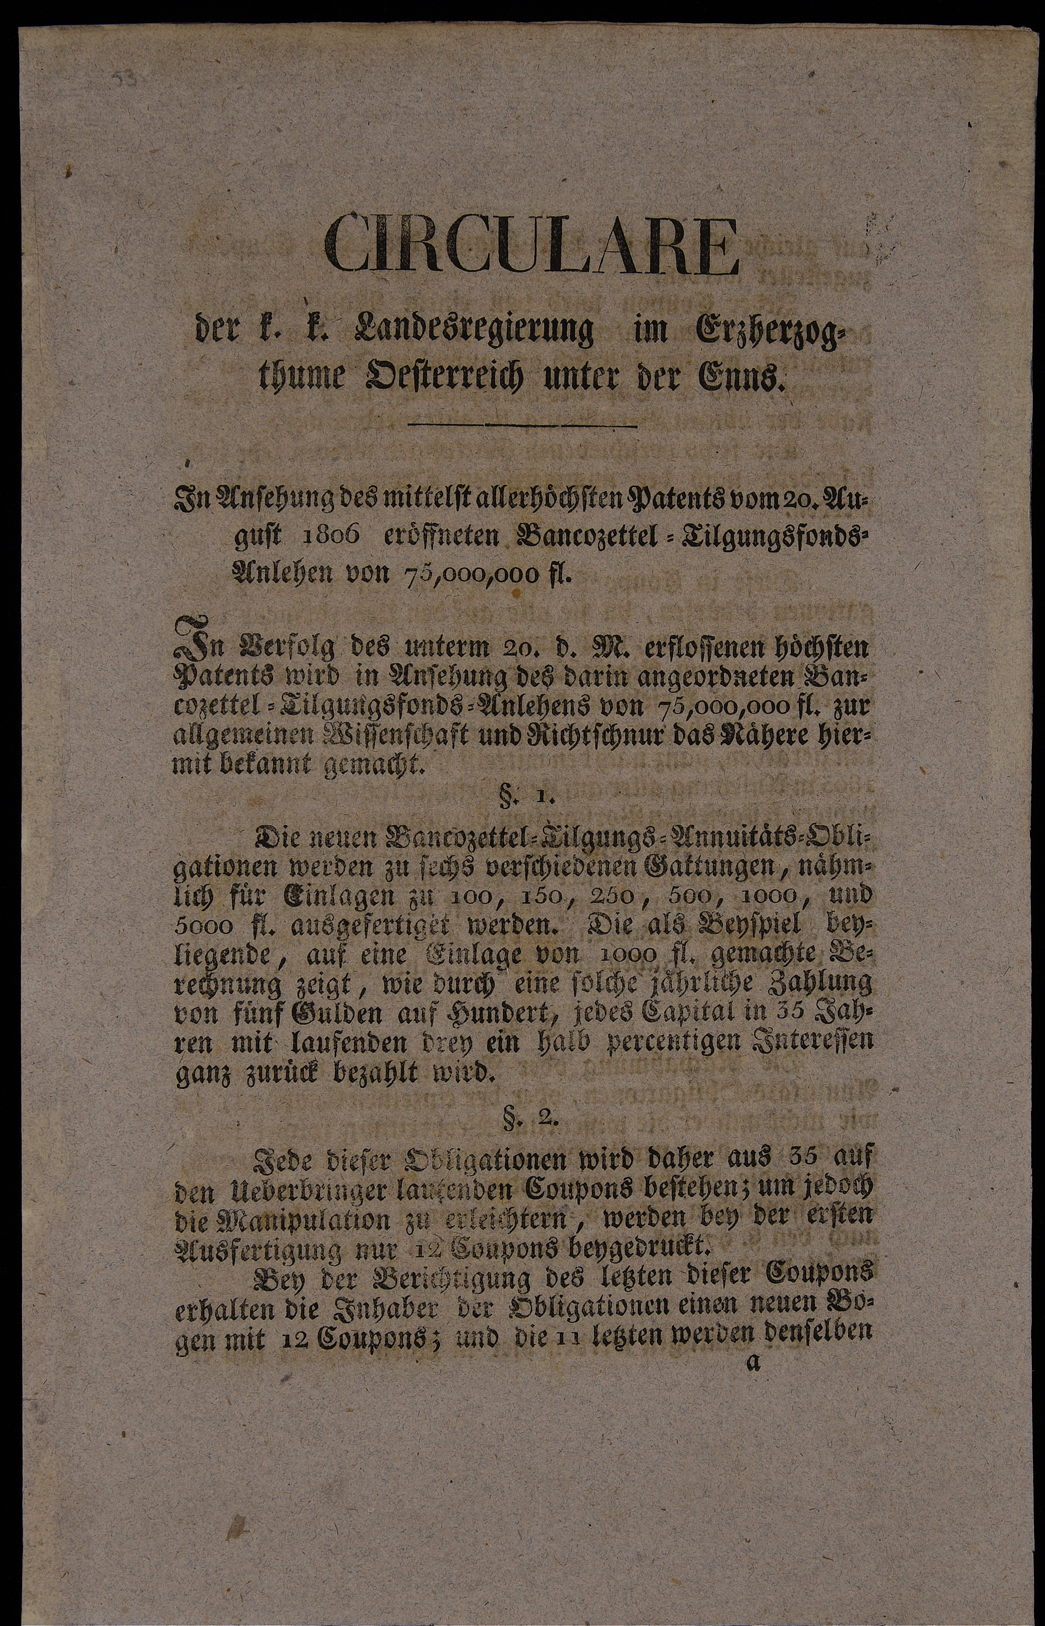 53
CIRCULARE
der k. k. Landesregierung im Erzherzog-
thume Oesterreich unter der Enns.
In Ansehung des mittelst allerhöchsten Patents vom 20. Au-
gust 1806 eröffneten Bancozettel-Tilgungsfonds-
Anlehen von 75,000,000 fl.
In Verfolg des unterm 20. d. M. erflossenen höchsten
Patents wird in Ansehung des darin angeordneten Ban-
cozettel-Tilgungsfonds-Anlehens von 75,000,000 fl. zur
allgemeinen Wissenschaft und Richtschnur das Nähere hier-
mit bekannt gemacht.
§. 1.
Die neuen Bancozettel-Tilgungs-Annuitäts-Obli-
gationen werden zu sechs verschiedenen Gattungen, nähm-
lich für Einlagen zu 100, 150, 250, 500, 1000, und
5000 fl. ausgefertiget werden. Die als Beyspiel bey-
liegende, auf eine Einlage von 1000 fl. gemachte Be-
rechnung zeigt, wie durch eine solche jährliche Zahlung
von fünf Gulden auf Hundert, jedes Capital in 35 Jah-
ren mit laufenden drey ein halb percentigen Interessen
ganz zurück bezahlt wird.
§. 2.
Jede dieser Obligationen wird daher aus 35 auf
den Ueberbringer lautenden Coupons bestehen; um jedoch
die Manipulation zu erleichtern, werden bey der ersten
Ausfertigung nur 12 Coupons beygedruckt.
Bey der Berichtigung des letzten dieser Coupons
erhalten die Inhaber der Obligationen einen neuen Bo-
gen mit 12 Coupons; und die 11 letzten werden denselben
a